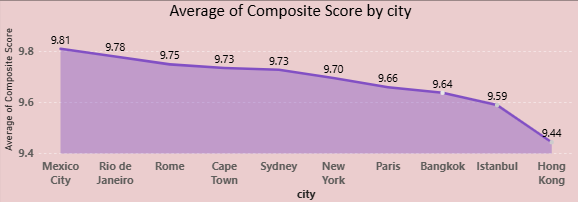 Average of Composite Score by city
Average of Composite Score
9.8
9.6
9.4
9.81
9.78
9.75
9.73
9.73
9.70
9.66
9.64
9.59
9.44
Mexico
City
Rio de
Janeiro
Rome
Cape
Town
Sydney
New
York
Paris
Bangkok
Istanbul
Hong
Kong
city